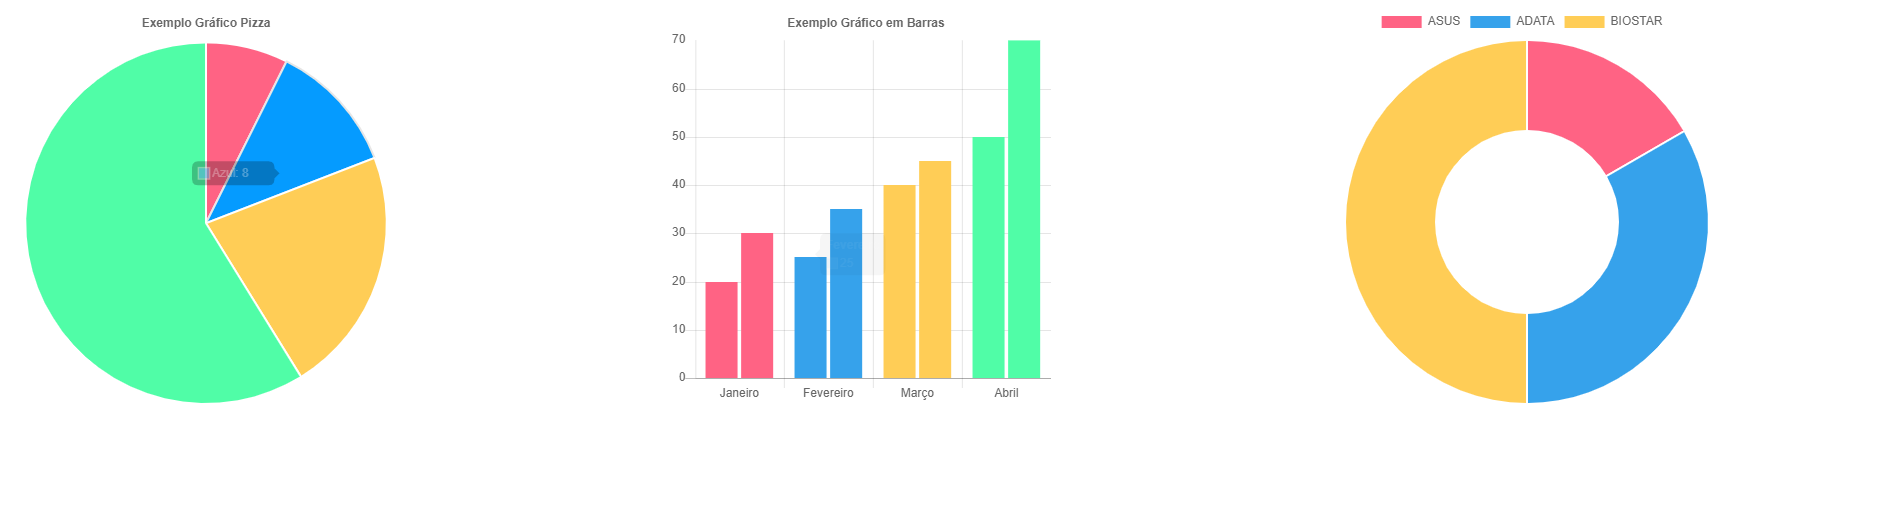 Exemplo Gráfico Pizza
Azul: 8
Exemplo Gráfico em Barras
70
60
50
40
30
20
10
0
Janeiro Fevereiro Março Abril
ASUS ADATA BIOSTAR